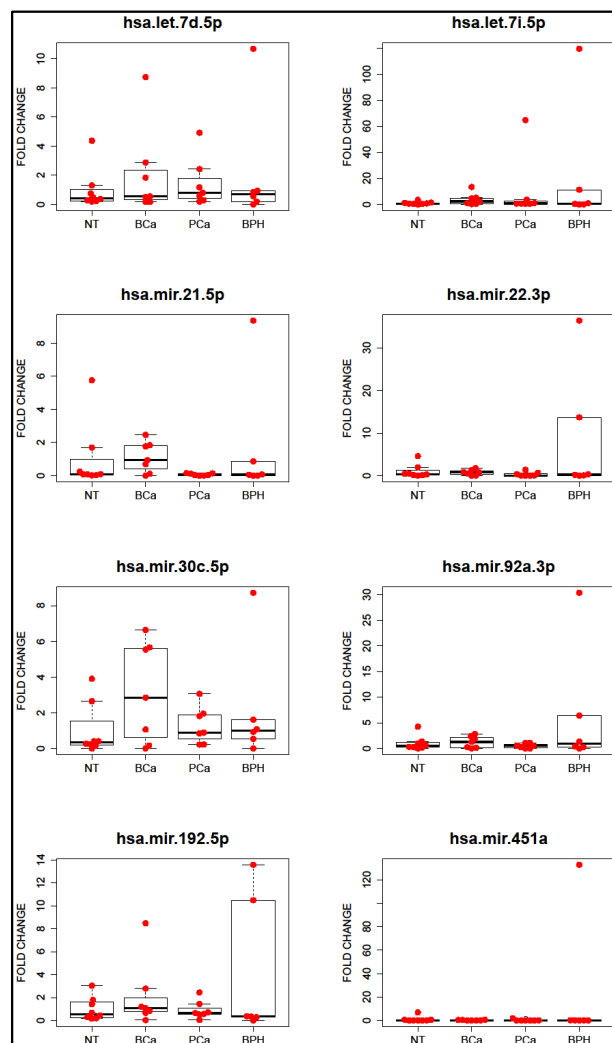 hsa.let.7d.5p
FOLD CHANGE
0 2 4 6 8 10
NT BCa PCa BPH
hsa.let.7i.5p
FOLD CHANGE
0 20 40 60 80 100
NT BCa PCa BPH
hsa.mir.21.5p
FOLD CHANGE
0 2 4 6 8
NT BCa PCa BPH
hsa.mir.22.3p
FOLD CHANGE
0 10 20 30
NT BCa PCa BPH
hsa.mir.30c.5p
FOLD CHANGE
0 2 4 6 8
NT BCa PCa BPH
hsa.mir.92a.3p
FOLD CHANGE
0 5 10 15 20 25 30
NT BCa PCa BPH
hsa.mir.192.5p
FOLD CHANGE
0 2 4 6 8 10 12 14
NT BCa PCa BPH
hsa.mir.451a
FOLD CHANGE
0 20 40 60 80 120
NT BCa PCa BPH